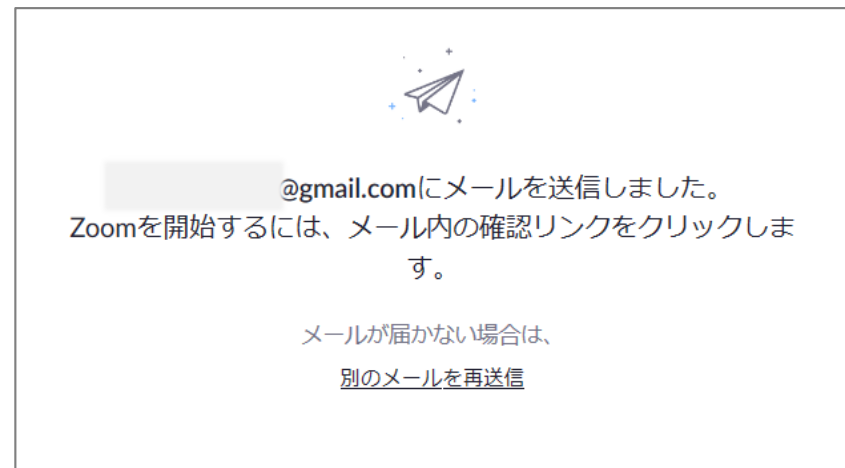 @gmail.comにメールを送信しました。
Zoomを開始するには、メール内の確認リンクをクリックしま
す。
メールが届かない場合は、
別のメールを再送信